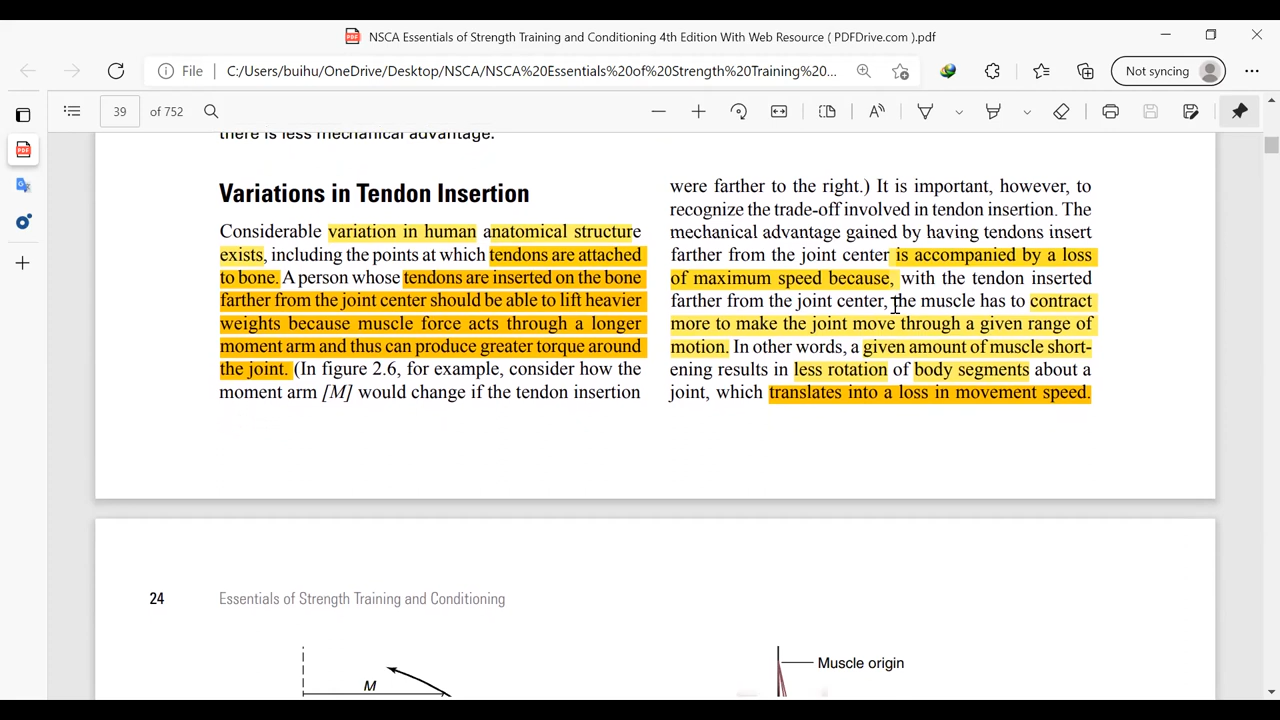 NSCA Essentials of Strength Training and Conditioning 4th Edition With Web Resource ( PDFDrive.com ).pdf
File
C:/Users/buihu/OneDrive/Desktop/NSCA/NSCA%20Essentials%20of%20Strength%20Training%20...
Not syncing
39 of 752
there is less mechanical advantage.
Variations in Tendon Insertion
Considerable variation in human anatomical structure
exists, including the points at which tendons are attached
to bone. A person whose tendons are inserted on the bone
farther from the joint center should be able to lift heavier
weights because muscle force acts through a longer
moment arm and thus can produce greater torque around
the joint. (In figure 2.6, for example, consider how the
moment arm [M] would change if the tendon insertion
were farther to the right.) It is important, however, to
recognize the trade-off involved in tendon insertion. The
mechanical advantage gained by having tendons insert
farther from the joint center is accompanied by a loss
of maximum speed because, with the tendon inserted
farther from the joint center, the muscle has to contract
more to make the joint move through a given range of
motion. In other words, a given amount of muscle short-
ening results in less rotation of body segments about a
joint, which translates into a loss in movement speed.
24 Essentials of Strength Training and Conditioning
M
Muscle origin